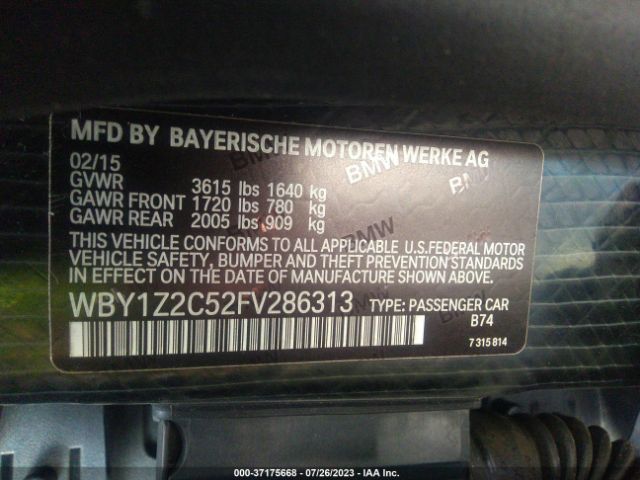 MFD BY BAYERISCHE MOTOREN WERKE AG
02/15
GVWR 3615 lbs 1640 kg
GAWR FRONT 1720 lbs 780 kg
GAWR REAR 2005 lbs 909 kg
THIS VEHICLE CONFORMS TO ALL APPLICABLE U.S.FEDERAL MOTOR
VEHICLE SAFETY, BUMPER AND THEFT PREVENTION STANDARDS
IN EFFECT ON THE DATE OF MANUFACTURE SHOWN ABOVE.
WBY1Z2C52FV286313 TYPE: PASSENGER CAR
B74
7 315 814
000-37175668 - 07/26/2023 - IAA Inc.